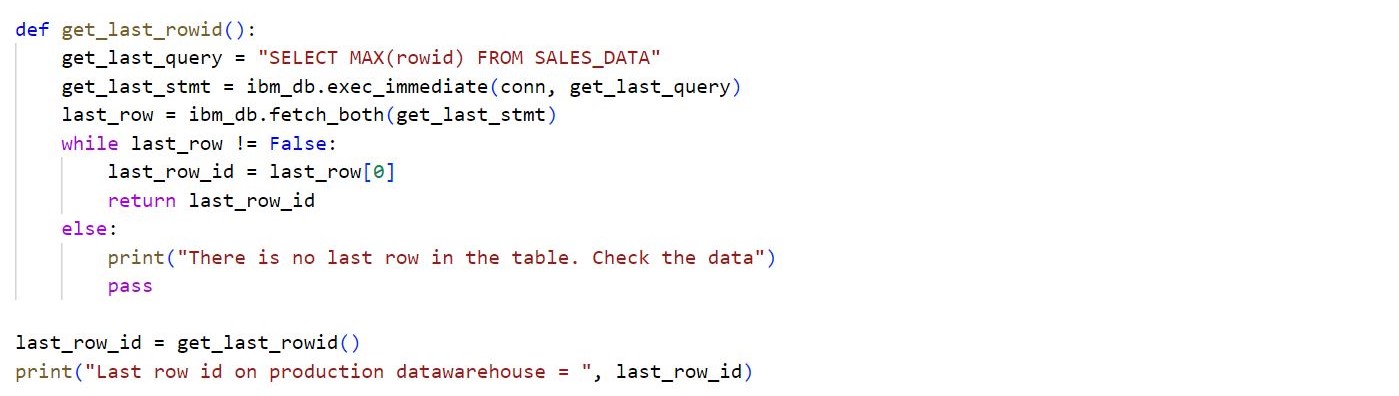 def get_last_rowid():
    get_last_query = "SELECT MAX(rowid) FROM SALES_DATA"
    get_last_stmt = ibm_db.exec_immediate(conn, get_last_query)
    last_row = ibm_db.fetch_both(get_last_stmt)
    while last_row != False:
        last_row_id = last_row[0]
        return last_row_id
    else:
        print("There is no last row in the table. Check the data")
        pass

last_row_id = get_last_rowid()
print("Last row id on production datawarehouse = ", last_row_id)